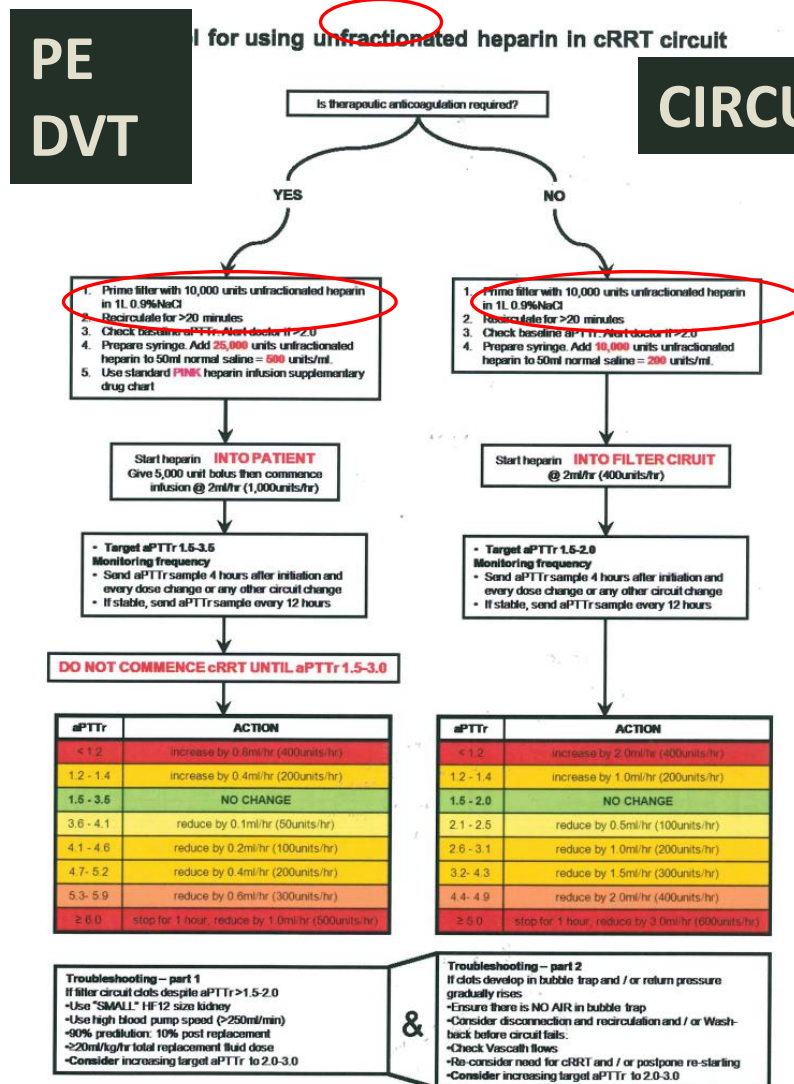 PE
DVT
l for using unfractionated heparin in cRRT circuit
CIRCU
Is therapeutic anticoagulation required?
YES
NO
1. Prime filler with 10,000 units unfractionated heparin
in 1L 0.9%NaCl
2. Recirculate for >20 minutes
3. Check baseline aPTTr. Alert doctor if >2.0
4. Prepare syringe. Add 25,000 units unfractionated
heparin to 50ml normal saline = 500 units/ml.
5. Use standard PINK heparin infusion supplementary
drug chart
1. Prime filter with 10,000 units unfractionated heparin
in 1L 0.9%NaCl
2. Recirculate for >20 minutes
3. Check baseline aPTTr. Alert doctor if >2.0
4. Prepare syringe. Add 10,000 units unfractionated
heparin to 50ml normal saline = 200 units/ml.
Start heparin INTO PATIENT
Give 5,000 unit bolus then commence
infusion @ 2ml/hr (1,000units/hr)
Start heparin INTO FILTER CIRUIT
@ 2ml/hr (400units/hr)
• Target aPTTr 1.5-3.5
Monitoring frequency
• Send aPTTr sample 4 hours after initiation and
every dose change or any other circuit change
• If stable, send aPTTr sample every 12 hours
• Target aPTTr 1.5-2.0
Monitoring frequency
• Send aPTTr sample 4 hours after initiation and
every dose change or any other circuit change
• If stable, send aPTTr sample every 12 hours
DO NOT COMMENCE cRRT UNTIL aPTTr 1.5-3.0
aPTTr ACTION
< 1.2 increase by 0.8ml/hr (400units/hr)
1.2 - 1.4 increase by 0.4ml/hr (200units/hr)
1.5 - 3.5 NO CHANGE
3.6 - 4.1 reduce by 0.1ml/hr (50units/hr)
4.1 - 4.6 reduce by 0.2ml/hr (100units/hr)
4.7- 5.2 reduce by 0.4ml/hr (200units/hr)
5.3- 5.9 reduce by 0.6ml/hr (300units/hr)
≥ 6.0 stop for 1 hour, reduce by 1.0ml/hr (500units/hr)
aPTTr ACTION
< 1.2 increase by 2.0ml/hr (400units/hr)
1.2 - 1.4 increase by 1.0ml/hr (200units/hr)
1.5 - 2.0 NO CHANGE
2.1 - 2.5 reduce by 0.5ml/hr (100units/hr)
2.6 - 3.1 reduce by 1.0ml/hr (200units/hr)
3.2- 4.3 reduce by 1.5ml/hr (300units/hr)
4.4- 4.9 reduce by 2.0ml/hr (400units/hr)
≥ 5.0 stop for 1 hour, reduce by 3.0ml/hr (600units/hr)
Troubleshooting – part 1
If filter circuit clots despite aPTTr >1.5-2.0
•Use "SMALL" HF12 size kidney
•Use high blood pump speed (>250ml/min)
•90% predilution: 10% post replacement
•≥20ml/kg/hr total replacement fluid dose
•Consider increasing target aPTTr to 2.0-3.0
&
Troubleshooting – part 2
If clots develop in bubble trap and / or return pressure
gradually rises
•Ensure there is NO AIR in bubble trap
•Consider disconnection and recirculation and / or Wash-
back before circuit fails:
•Check Vascath flows
•Re-consider need for cRRT and / or postpone re-starting
•Consider increasing target aPTTr to 2.0-3.0